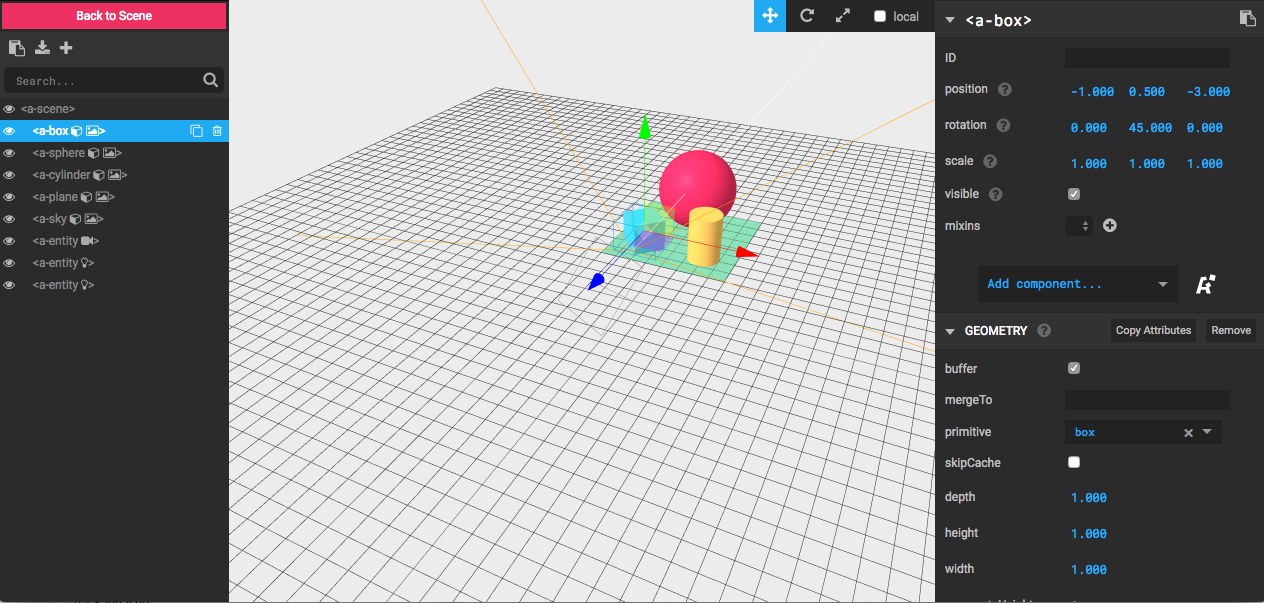 Back to Scene
Search...
<a-scene>
<a-box >
<a-sphere >
<a-cylinder >
<a-plane >
<a-sky >
<a-entity >
<a-entity >
<a-entity >
local
<a-box>
ID
position ? -1.000 0.500 -3.000
rotation ? 0.000 45.000 0.000
scale ? 1.000 1.000 1.000
visible ?
mixins
Add component...
GEOMETRY ? Copy Attributes Remove
buffer
mergeTo
primitive box
skipCache
depth 1.000
height 1.000
width 1.000